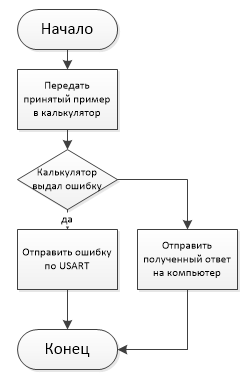 Начало
Передать
принятый пример
в калькулятор
Калькулятор
выдал ошибку
да
Отправить ошибку
по USART
Отправить
полученный ответ
на компьютер
Конец